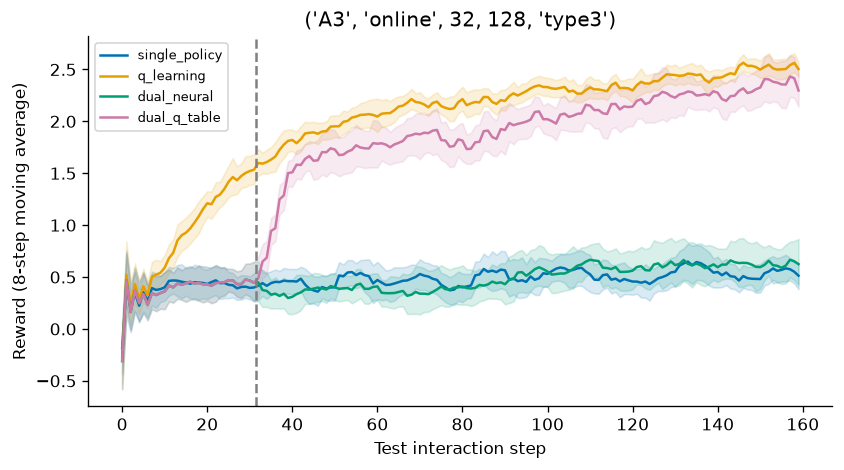 ('A3', 'online', 32, 128, 'type3')
single_policy
q_learning
dual_neural
dual_q_table
Reward (8-step moving average)
2.5
2.0
1.5
1.0
0.5
0.0
−0.5
0 20 40 60 80 100 120 140 160
Test interaction step